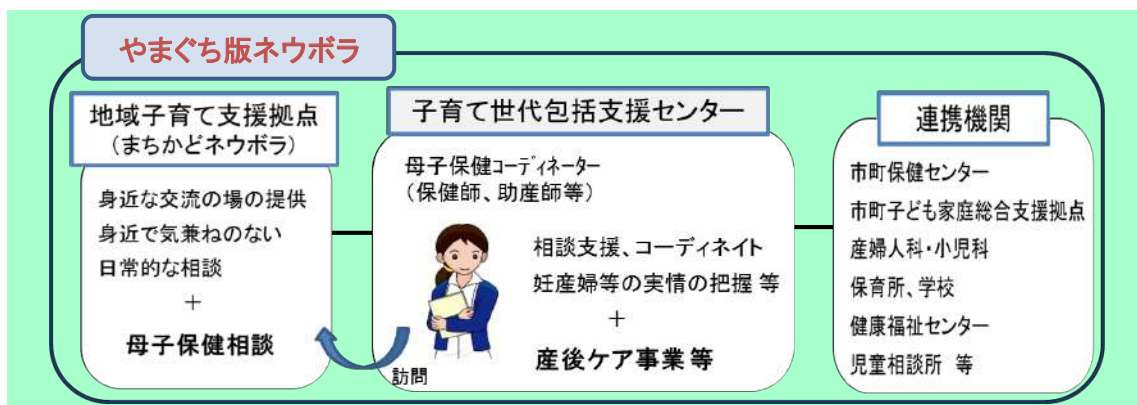 やまぐち版ネウボラ
地域子育て支援拠点
(まちかどネウボラ)
身近な交流の場の提供
身近で気兼ねのない
日常的な相談
+
母子保健相談
子育て世代包括支援センター
母子保健ｺｰﾃﾞｨﾈｰﾀｰ
(保健師、助産師等)
相談支援、コーディネイト
妊産婦等の実情の把握 等
+
産後ケア事業 等
訪問
連携機関
市町保健センター
市町子ども家庭総合支援拠点
産婦人科・小児科
保育所、学校
健康福祉センター
児童相談所 等